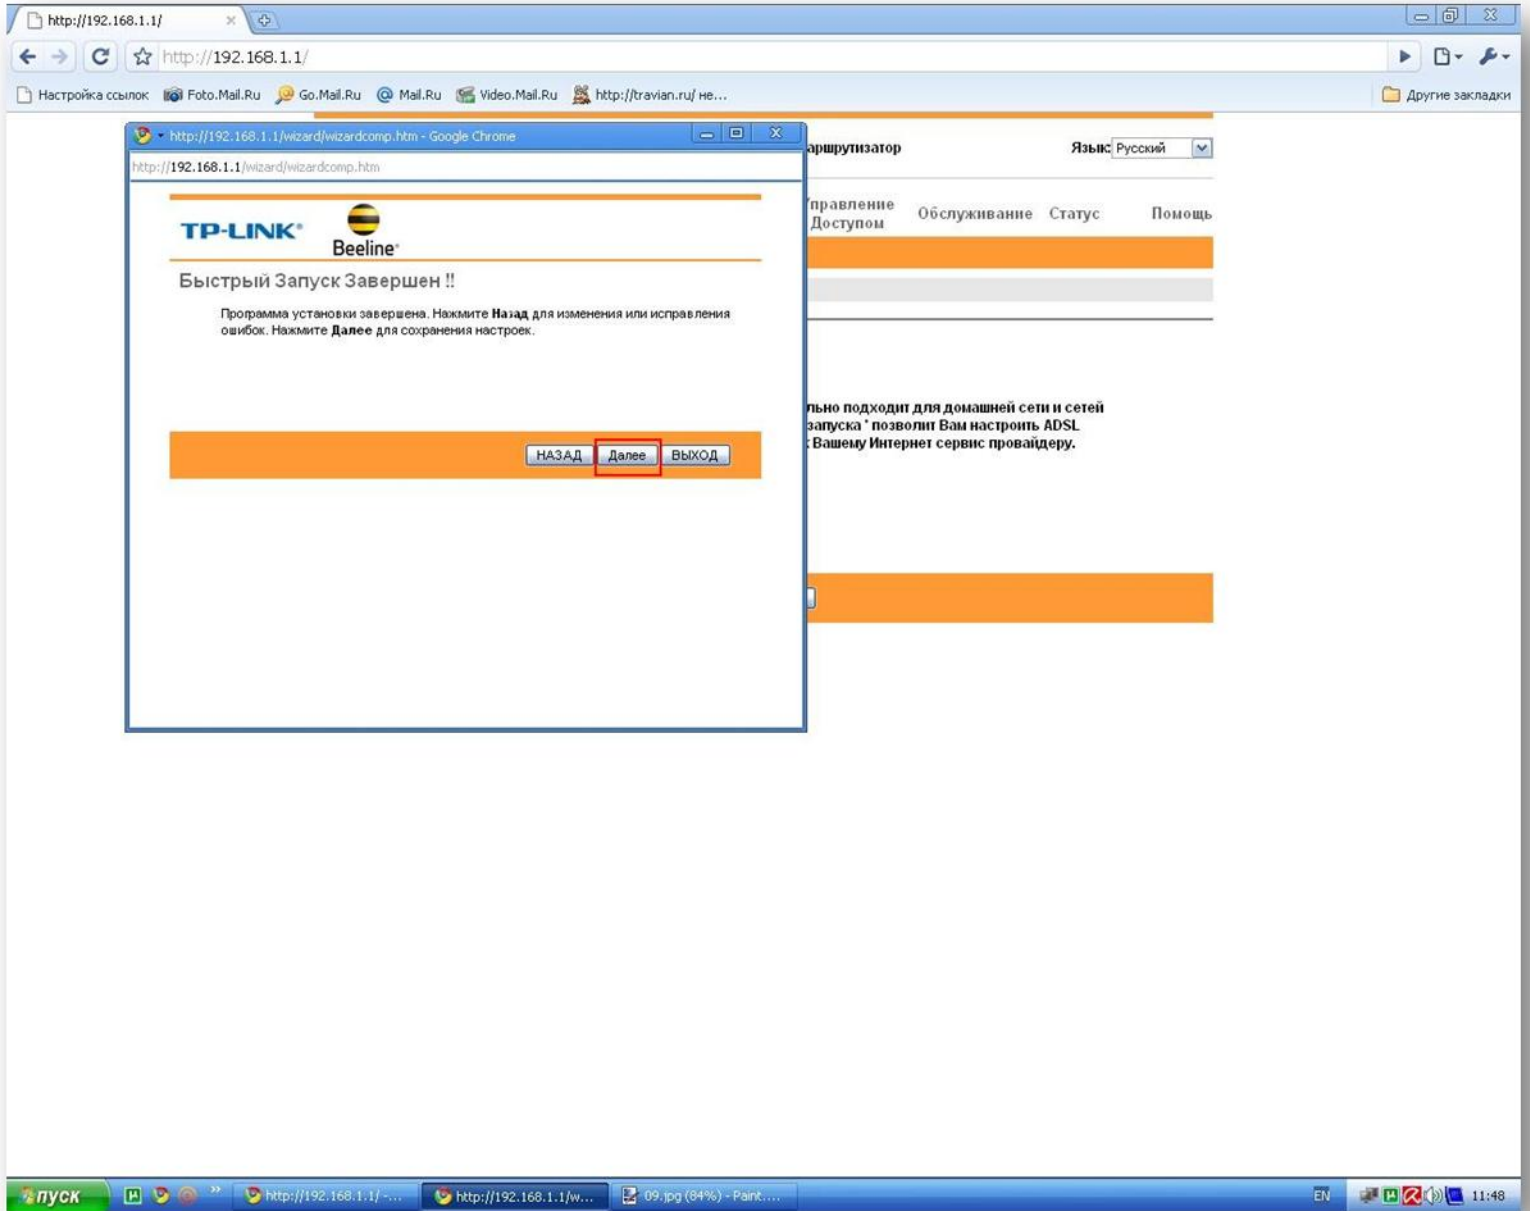 http://192.168.1.1/
http://192.168.1.1/
Настройка ссылок Foto.Mail.Ru Go.Mail.Ru Mail.Ru Video.Mail.Ru http://travian.ru/ не... Другие закладки
http://192.168.1.1/wizard/wizardcomp.htm - Google Chrome
http://192.168.1.1/wizard/wizardcomp.htm
TP-LINK®
Beeline®
Быстрый Запуск Завершен !!
Программа установки завершена. Нажмите Назад для изменения или исправления
ошибок. Нажмите Далее для сохранения настроек.
НАЗАД Далее ВЫХОД
аршрутизатор Язык: Русский
правление
Доступом Обслуживание Статус Помощь
льно подходит для домашней сети и сетей
запуска ' позволит Вам настроить ADSL
Вашему Интернет сервис провайдеру.
пуск http://192.168.1.1/ -... http://192.168.1.1/w... 09.jpg (84%) - Paint.... EN 11:48